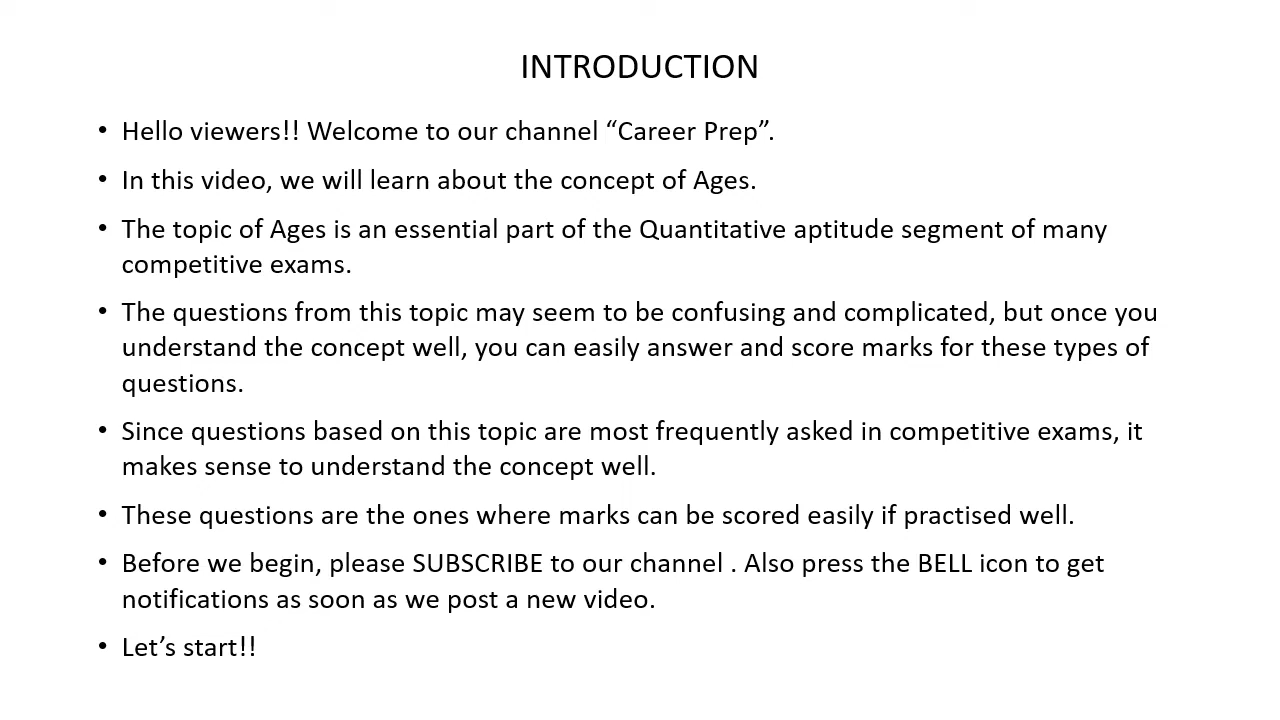 INTRODUCTION
• Hello viewers!! Welcome to our channel “Career Prep”.
• In this video, we will learn about the concept of Ages.
• The topic of Ages is an essential part of the Quantitative aptitude segment of many
competitive exams.
• The questions from this topic may seem to be confusing and complicated, but once you
understand the concept well, you can easily answer and score marks for these types of
questions.
• Since questions based on this topic are most frequently asked in competitive exams, it
makes sense to understand the concept well.
• These questions are the ones where marks can be scored easily if practised well.
• Before we begin, please SUBSCRIBE to our channel . Also press the BELL icon to get
notifications as soon as we post a new video.
• Let’s start!!